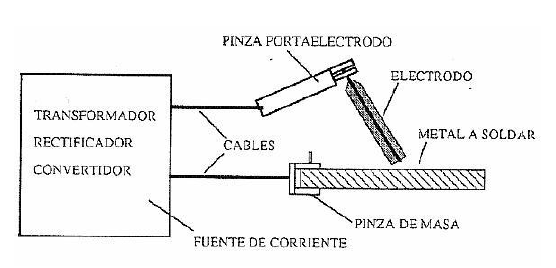 PINZA PORTAELECTRODO
ELECTRODO
TRANSFORMADOR
RECTIFICADOR
CONVERTIDOR
CABLES
METAL A SOLDAR
PINZA DE MASA
FUENTE DE CORRIENTE